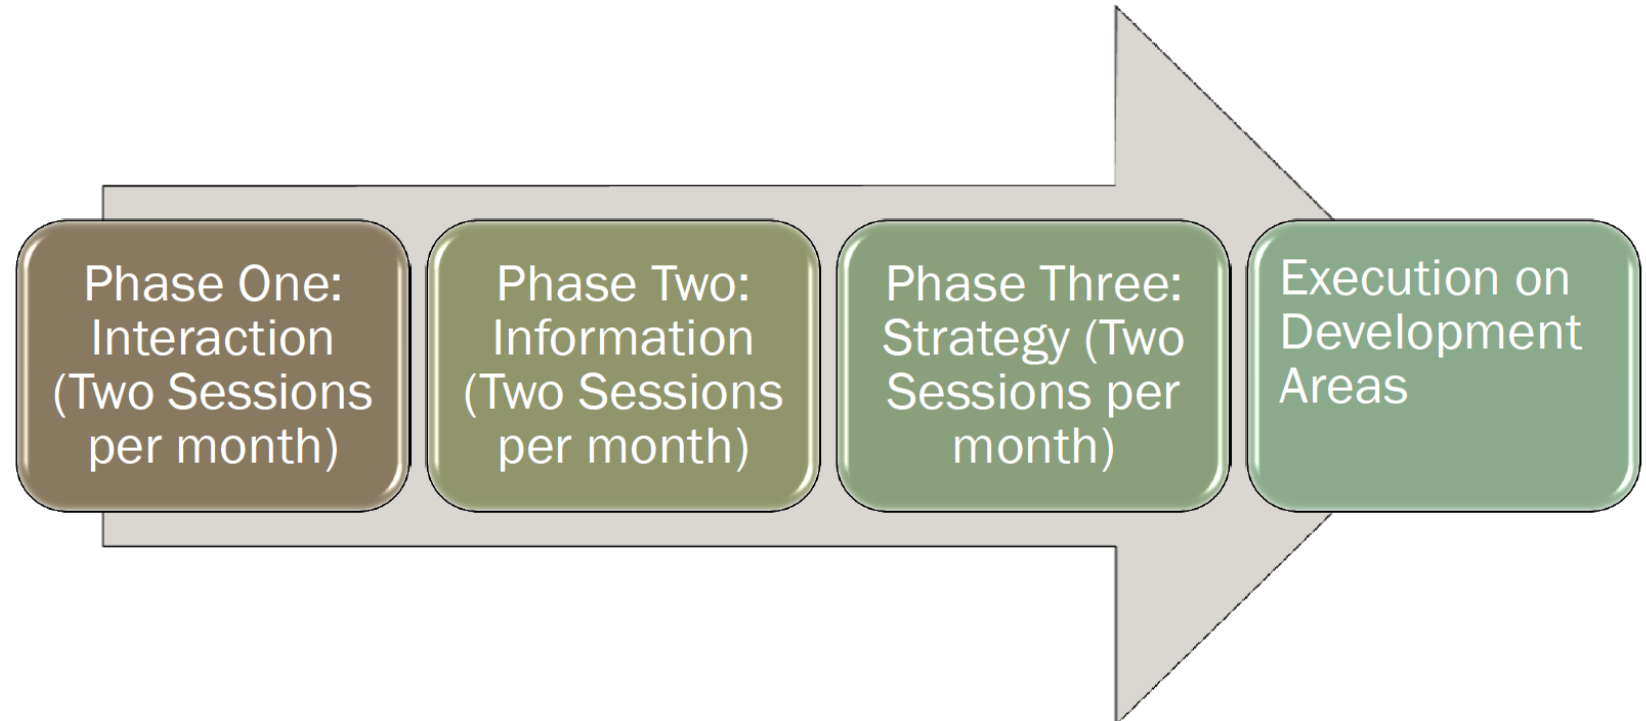 Phase One:
Interaction
(Two Sessions
per month)
Phase Two:
Information
(Two Sessions
per month)
Phase Three:
Strategy (Two
Sessions per
month)
Execution on
Development
Areas